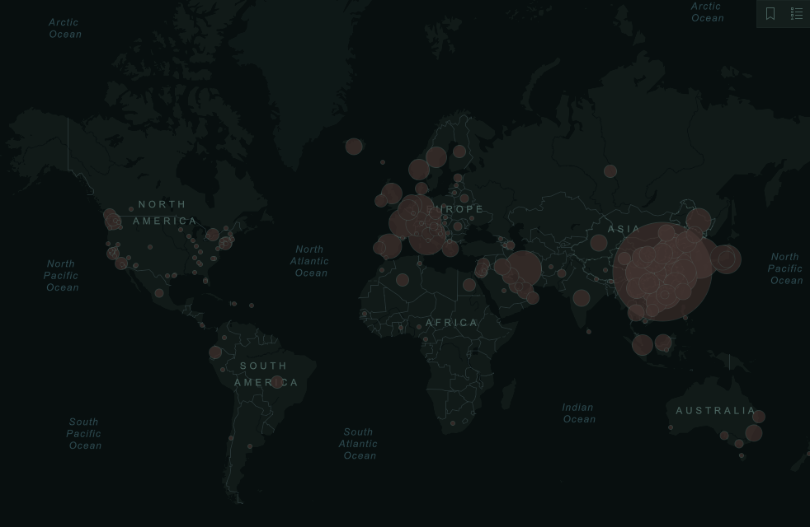 Arctic
Ocean
Arctic
Ocean
NORTH
AMERICA
EUROPE
ASIA
North
Pacific
Ocean
North
Atlantic
Ocean
North
Pacific
Ocean
AFRICA
SOUTH
AMERICA
Indian
Ocean
AUSTRALIA
South
Pacific
Ocean
South
Atlantic
Ocean